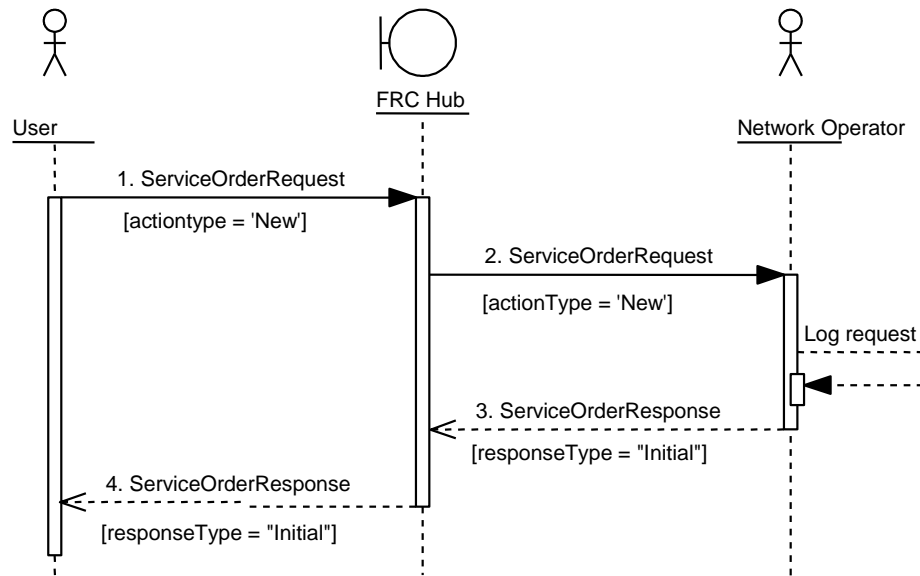 FRC Hub
User
Network Operator
1. ServiceOrderRequest
[actiontype = 'New']
2. ServiceOrderRequest
[actionType = 'New']
Log request
3. ServiceOrderResponse
[responseType = "Initial"]
4. ServiceOrderResponse
[responseType = "Initial"]